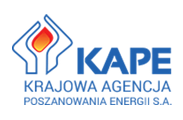 KAPE
KRAJOWA AGENCJA
POSZANOWANIA ENERGII S.A.